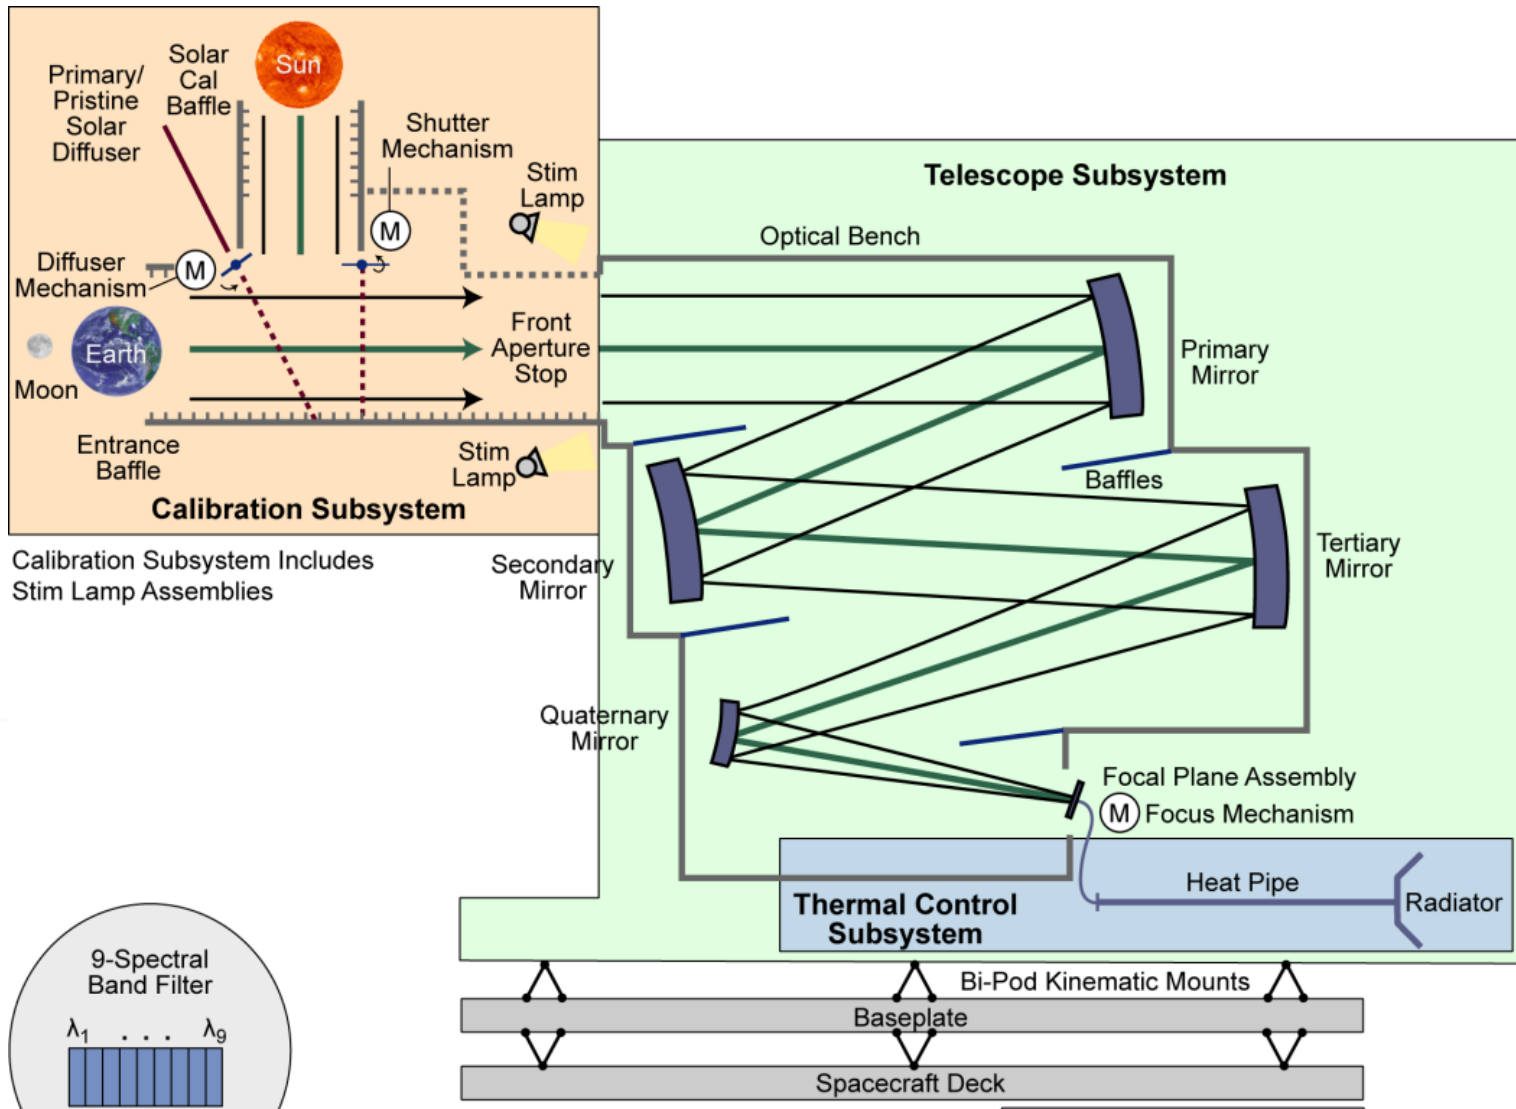 Sun
Solar
Cal
Baffle
Primary/
Pristine
Solar
Diffuser
Shutter
Mechanism
M
Stim
Lamp
Diffuser
Mechanism
M
Earth
Moon
Front
Aperture
Stop
Entrance
Baffle
Stim
Lamp
Calibration Subsystem
Calibration Subsystem Includes
Stim Lamp Assemblies
Telescope Subsystem
Optical Bench
Primary
Mirror
Baffles
Secondary
Mirror
Tertiary
Mirror
Quaternary
Mirror
Focal Plane Assembly
M Focus Mechanism
Heat Pipe
Radiator
Thermal Control
Subsystem
Bi-Pod Kinematic Mounts
Baseplate
Spacecraft Deck
9-Spectral
Band Filter
λ1 . . . λ9